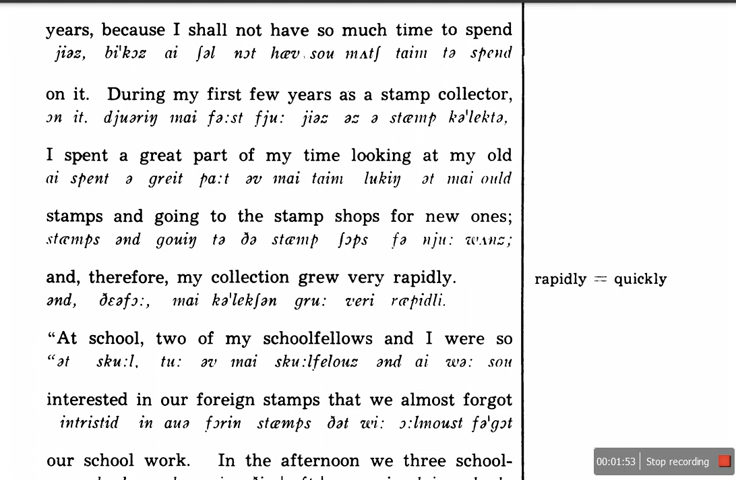 years, because I shall not have so much time to spend
jiəz, bi'kɔz ai ʃəl nɔt hæv sou mʌtʃ taim tə spend
on it. During my first few years as a stamp collector,
ɔn it. djuəriŋ mai fə:st fju: jiəz əz ə stæmp kə'lektə,
I spent a great part of my time looking at my old
ai spent ə greit pa:t əv mai taim lukiŋ ət mai ould
stamps and going to the stamp shops for new ones;
stæmps ənd gouiŋ tə ðə stæmp ʃɔps fə nju: wʌnz;
and, therefore, my collection grew very rapidly.
ənd, ðɛəfɔ:, mai kə'lekʃən gru: veri ræpidli.
rapidly = quickly
“At school, two of my schoolfellows and I were so
“ət sku:l, tu: əv mai sku:lfelouz ənd ai wə: sou
interested in our foreign stamps that we almost forgot
intristid in auə fɔrin stæmps ðət wi: ɔ:lmoust fə'gɔt
our school work. In the afternoon we three school-
00:01:53 Stop recording